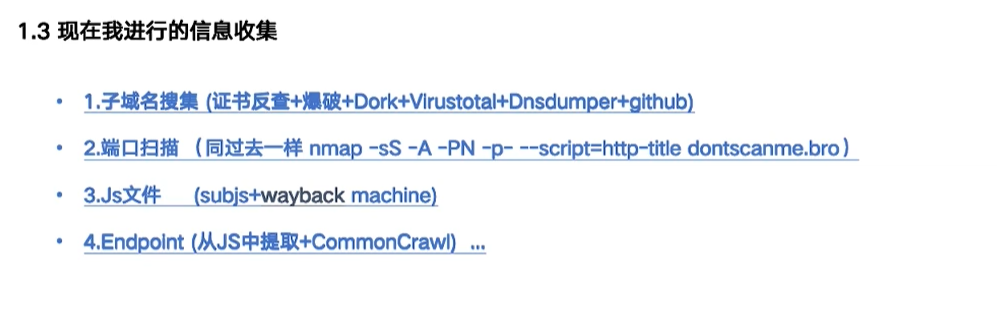 1.3 现在我进行的信息收集
• 1.子域名搜集 (证书反查+爆破+Dork+Virustotal+Dnsdumper+github)
• 2.端口扫描 （同过去一样 nmap -sS -A -PN -p- --script=http-title dontscanme.bro）
• 3.Js文件 (subjs+wayback machine)
• 4.Endpoint (从JS中提取+CommonCrawl) ...